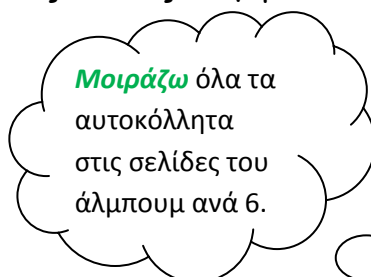 Μοιράζω όλα τα
αυτοκόλλητα
στις σελίδες του
άλμπουμ ανά 6.